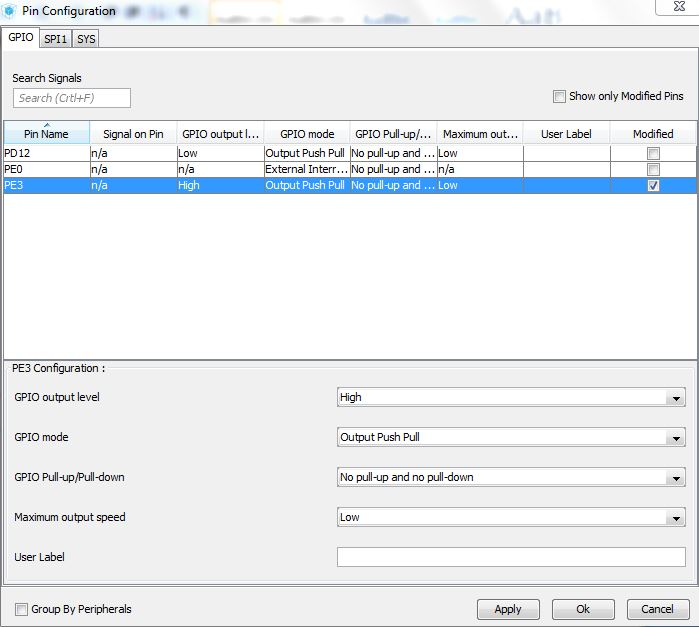 Pin Configuration
GPIO SPI1 SYS
Search Signals
Search (Crtl+F)
Show only Modified Pins
Pin Name Signal on Pin GPIO output l... GPIO mode GPIO Pull-up/... Maximum out... User Label Modified
PD12 n/a Low Output Push Pull No pull-up and ... Low
PE0 n/a n/a External Interr... No pull-up and ... n/a
PE3 n/a High Output Push Pull No pull-up and ... Low
PE3 Configuration :
GPIO output level High
GPIO mode Output Push Pull
GPIO Pull-up/Pull-down No pull-up and no pull-down
Maximum output speed Low
User Label
Group By Peripherals Apply Ok Cancel